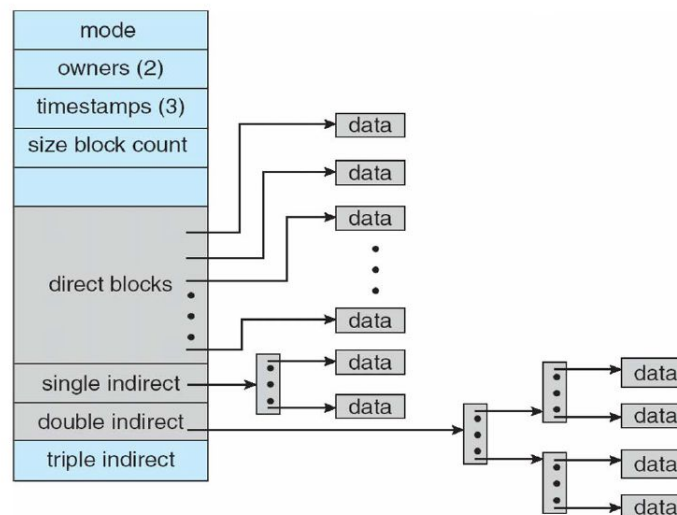 mode
owners (2)
timestamps (3)
size block count
direct blocks
single indirect
double indirect
triple indirect
data
data
data
data
data
data
data
data
data
data